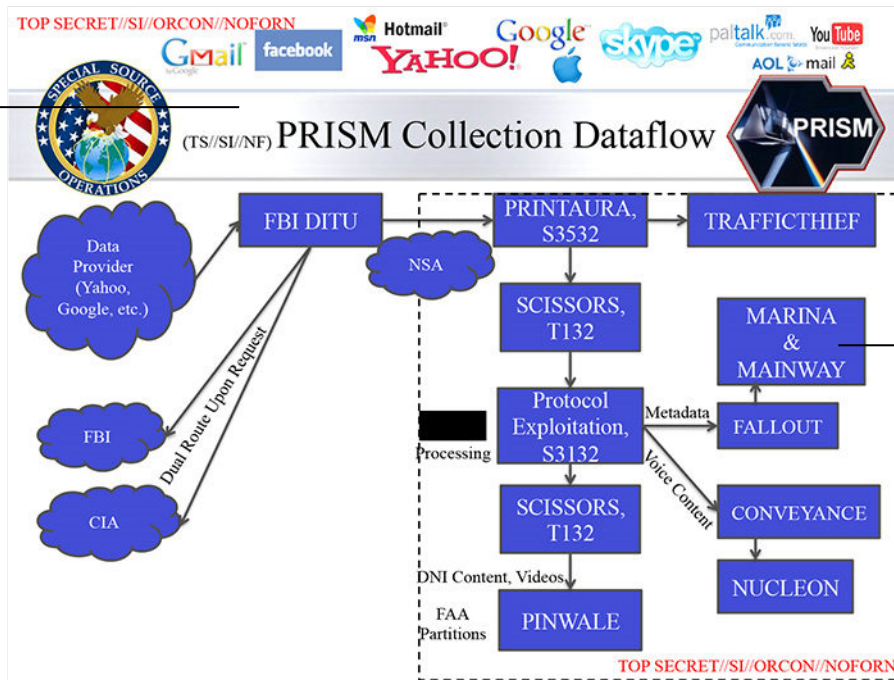 TOP SECRET//SI//ORCON//NOFORN
GMail
byGoogle
facebook
msn Hotmail
YAHOO!
Google
skype
paltalk.com
YouTube
AOL mail
SPECIAL SOURCE
OPERATIONS
(TS//SI//NF) PRISM Collection Dataflow
PRISM
Data
Provider
(Yahoo,
Google, etc.)
FBI DITU
NSA
PRINTAURA,
S3532
TRAFFICTHIEF
SCISSORS,
T132
MARINA
&
MAINWAY
Dual Route Upon Request
FBI
CIA
Processing
Protocol
Exploitation,
S3132
Metadata
FALLOUT
Voice Content
SCISSORS,
T132
CONVEYANCE
DNI Content, Videos
NUCLEON
FAA
Partitions
PINWALE
TOP SECRET//SI//ORCON//NOFORN